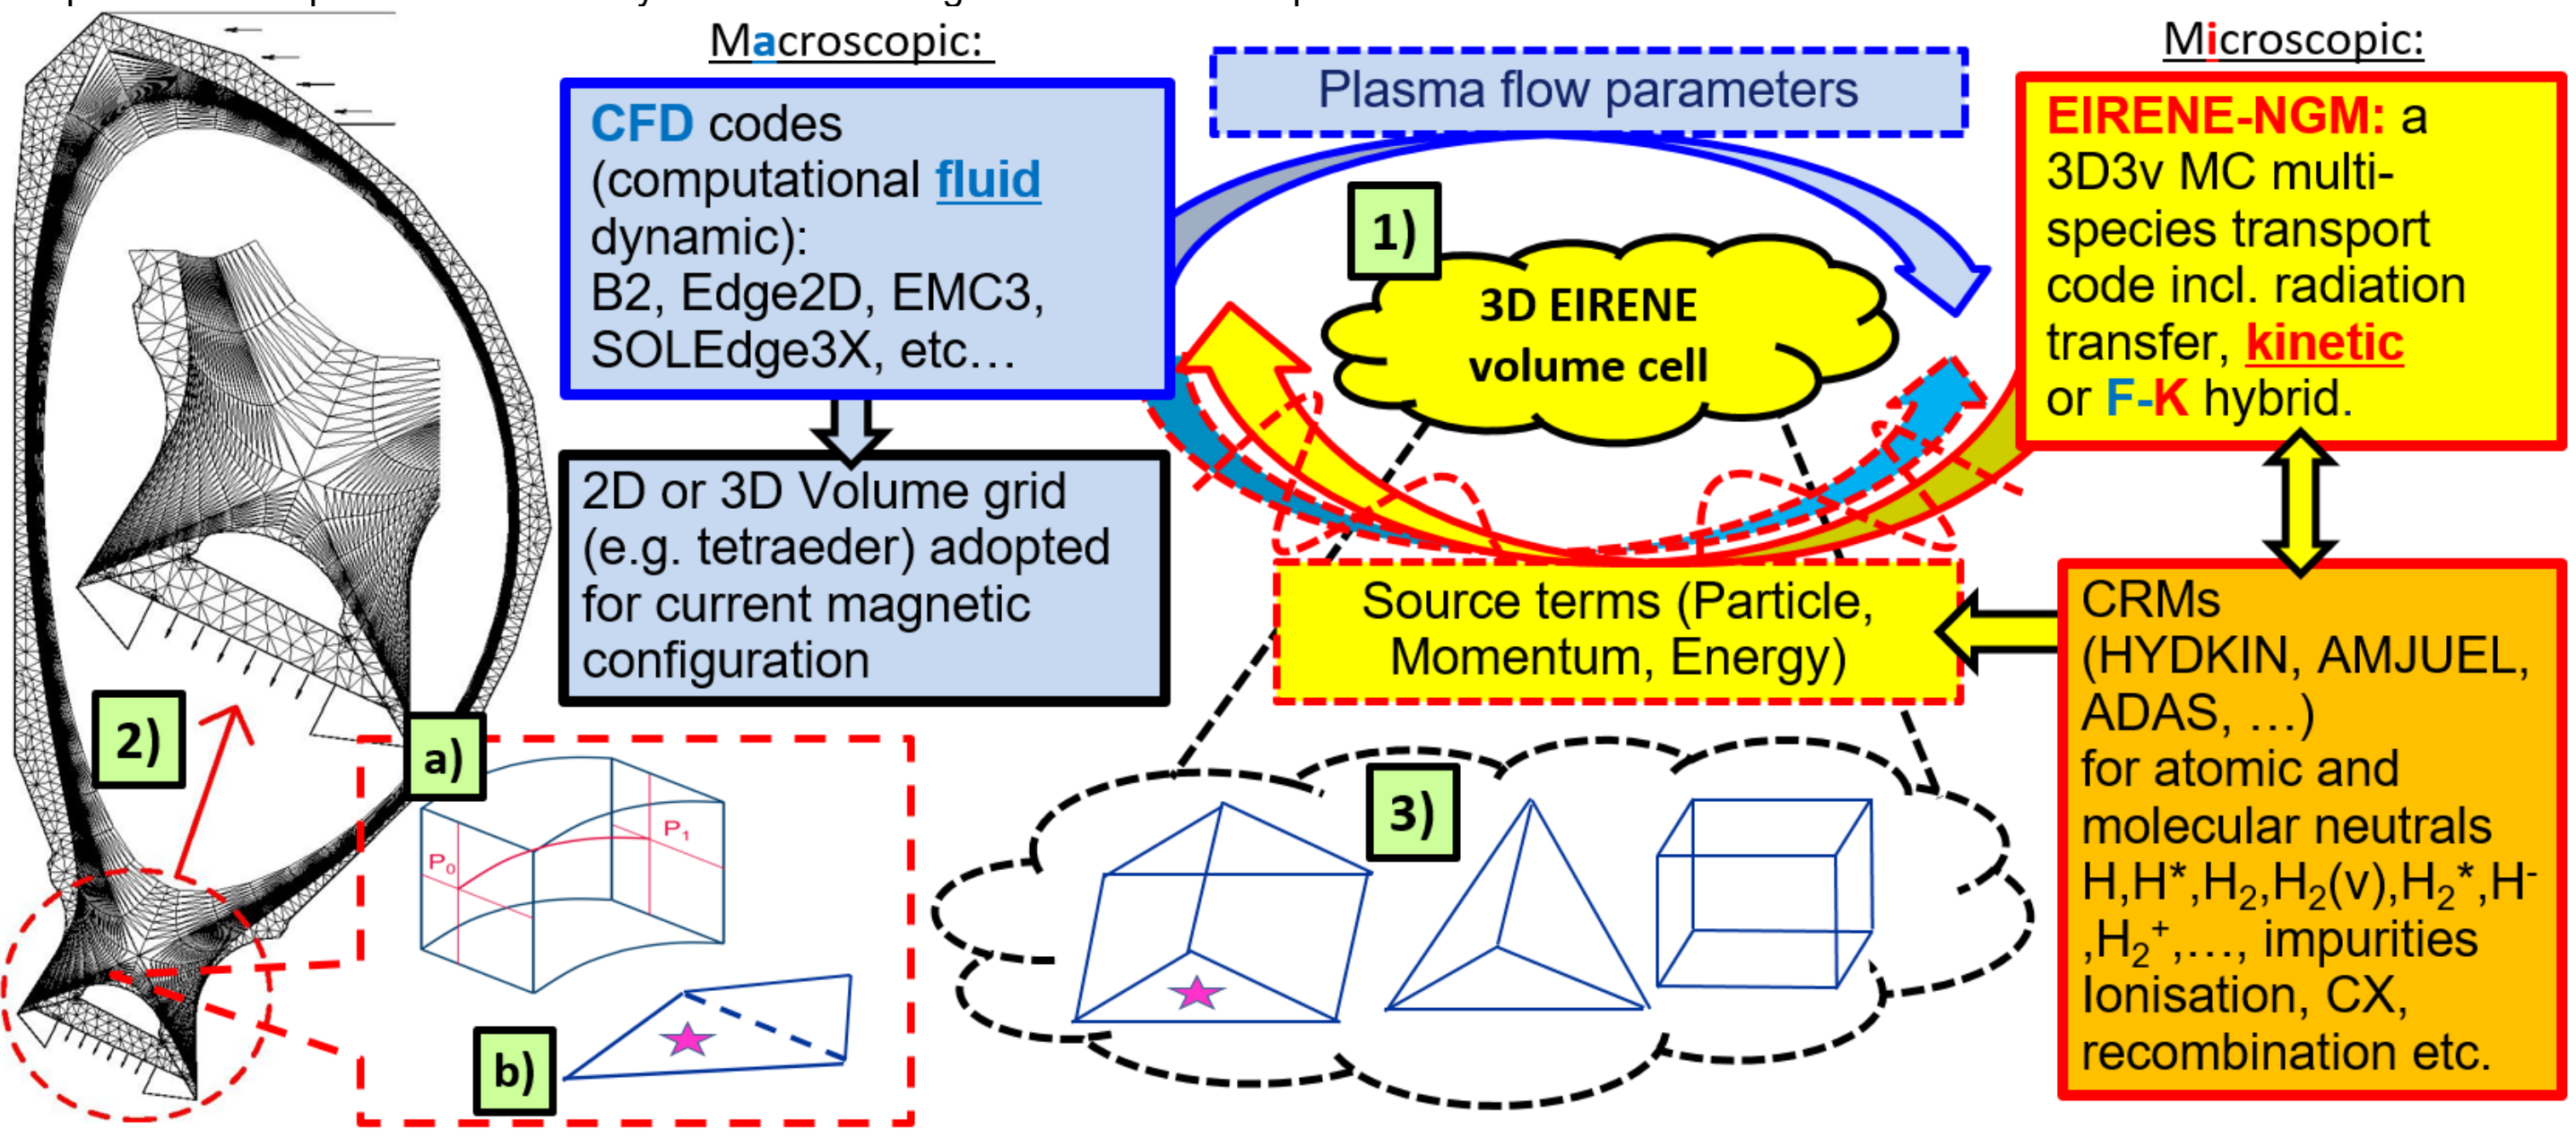 Macroscopic:
CFD codes
(computational fluid
dynamic):
B2, Edge2D, EMC3,
SOLEdge3X, etc…
2D or 3D Volume grid
(e.g. tetraeder) adopted
for current magnetic
configuration
Plasma flow parameters
1)
3D EIRENE
volume cell
Source terms (Particle,
Momentum, Energy)
Microscopic:
EIRENE-NGM: a
3D3v MC multi-
species transport
code incl. radiation
transfer, kinetic
or F-K hybrid.
CRMs
(HYDKIN, AMJUEL,
ADAS, …)
for atomic and
molecular neutrals
H,H*,H₂,H₂(v),H₂*,H⁻
,H₂⁺,…, impurities
Ionisation, CX,
recombination etc.
2)
a)
P₀
P₁
b)
3)